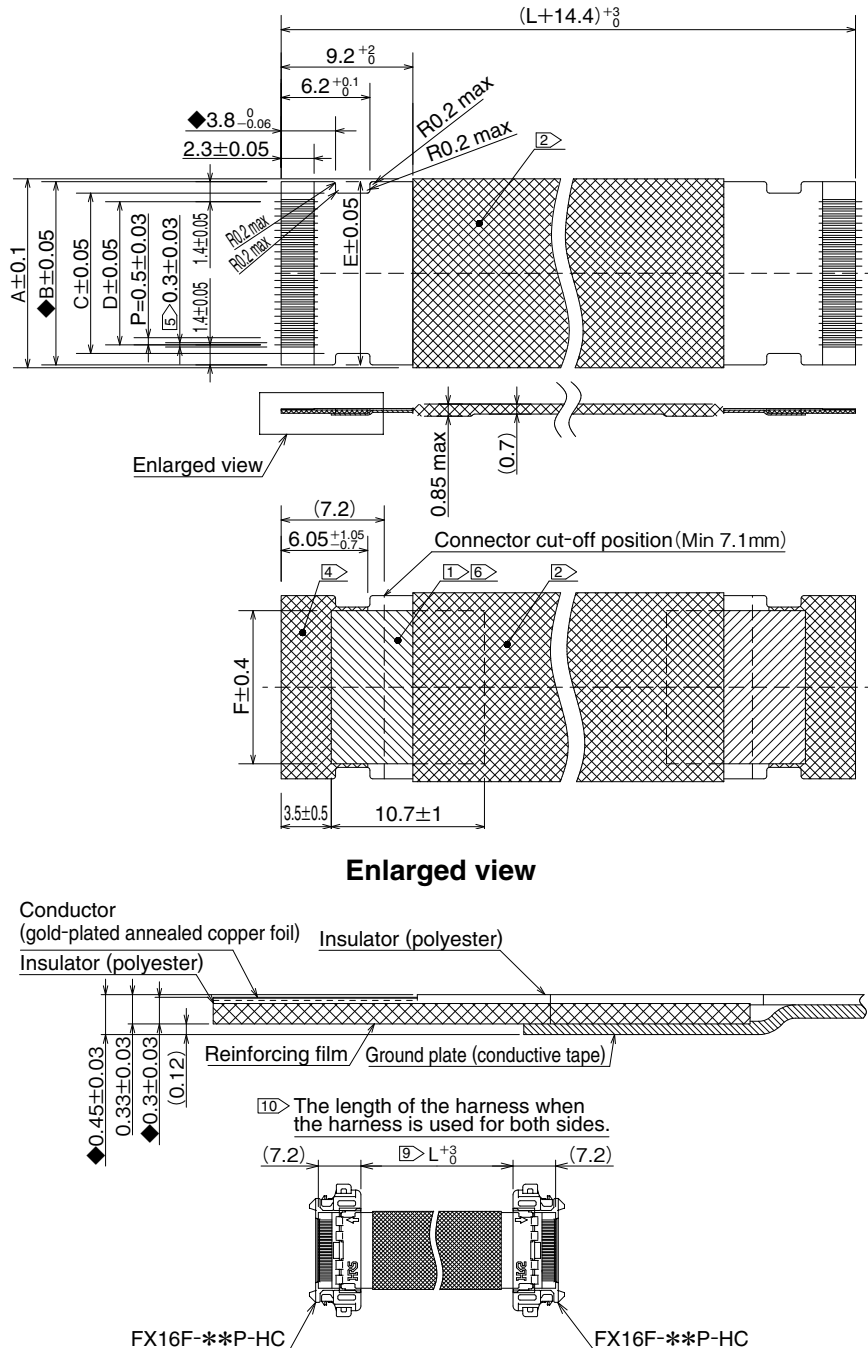 (L+14.4) +3 0
9.2 +2 0
6.2 +0.1 0
◆3.8 0 -0.06
2.3±0.05
R0.2 max
R0.2 max
2
R0.2 max
R0.2 max
A±0.1
◆B±0.05
C±0.05
D±0.05
P=0.5±0.03
5 0.3±0.03
1.4±0.05
1.4±0.05
E±0.05
Enlarged view
0.85 max
(0.7)
(7.2)
6.05 +1.05 -0.7
Connector cut-off position(Min 7.1mm)
4
1 6
2
F±0.4
3.5±0.5
10.7±1
Enlarged view
Conductor
(gold-plated annealed copper foil)
Insulator (polyester)
Insulator (polyester)
Reinforcing film
Ground plate (conductive tape)
◆0.45±0.03
0.33±0.03
◆0.3±0.03
(0.12)
10 The length of the harness when
the harness is used for both sides.
(7.2)
9 L +3 0
(7.2)
HRS
HRS
FX16F-**P-HC
FX16F-**P-HC